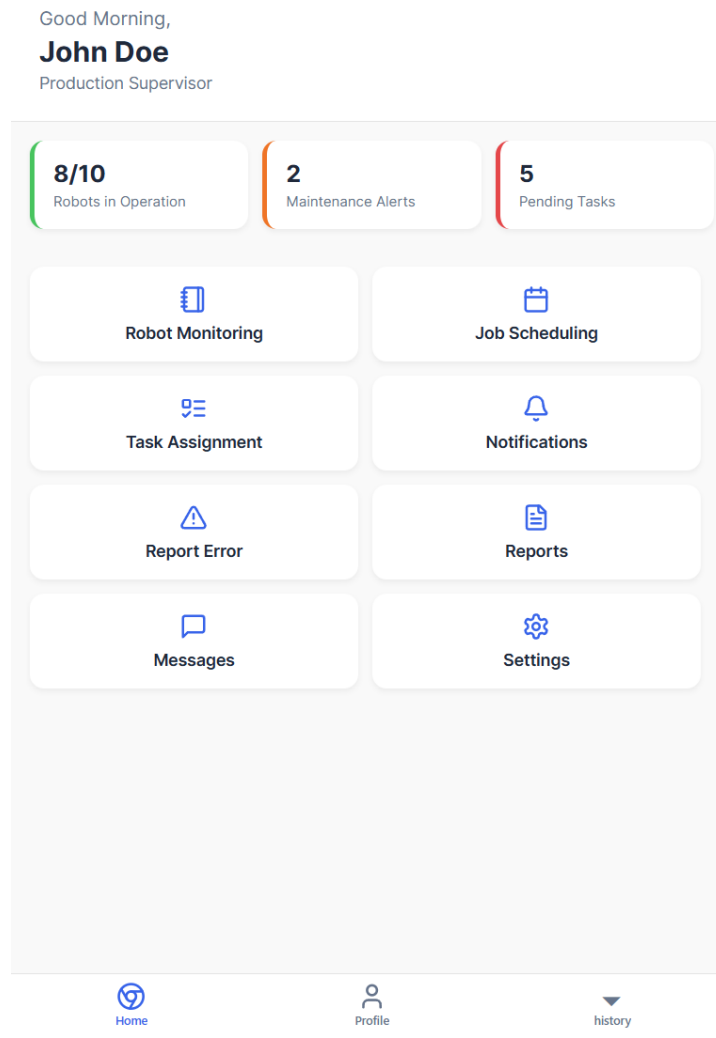 Good Morning,
John Doe
Production Supervisor
8/10
Robots in Operation
2
Maintenance Alerts
5
Pending Tasks
Robot Monitoring
Job Scheduling
Task Assignment
Notifications
Report Error
Reports
Messages
Settings
Home
Profile
history